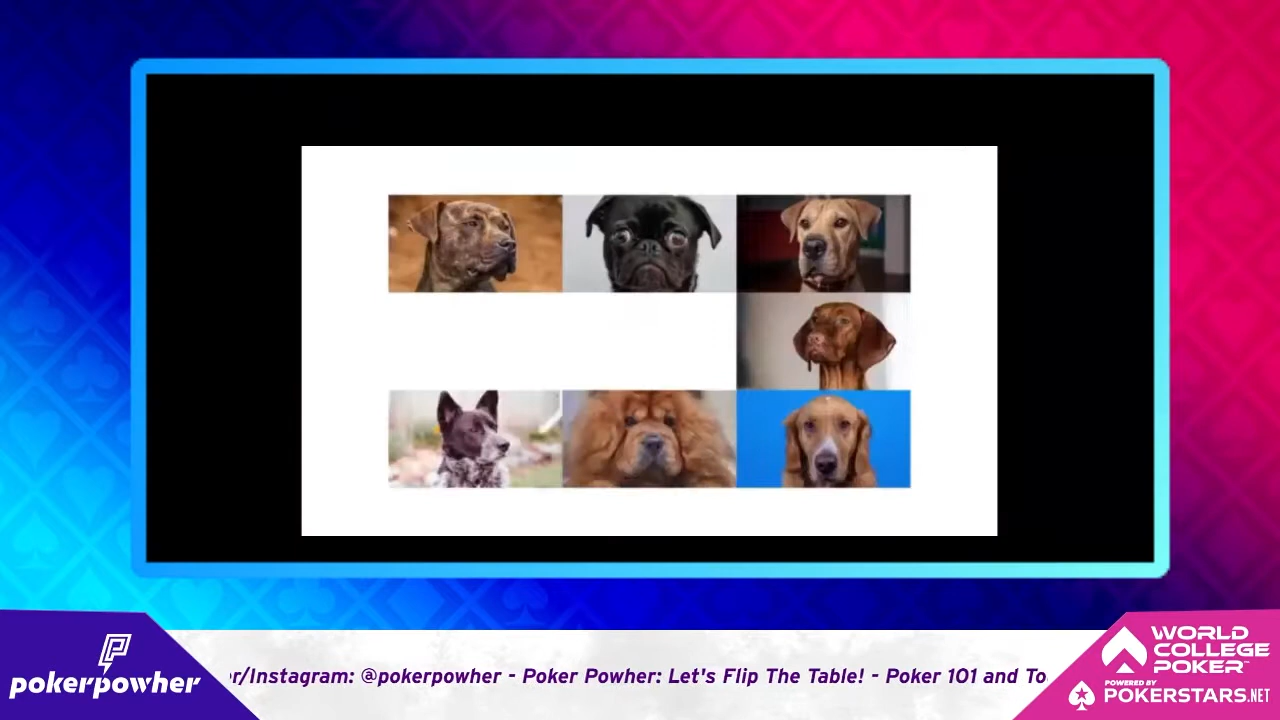 pokerpowher
r/Instagram: @pokerpowher - Poker Powher: Let's Flip The Table! - Poker 101 and To
WORLD
COLLEGE
POKER
POWERED BY
POKERSTARS.NET